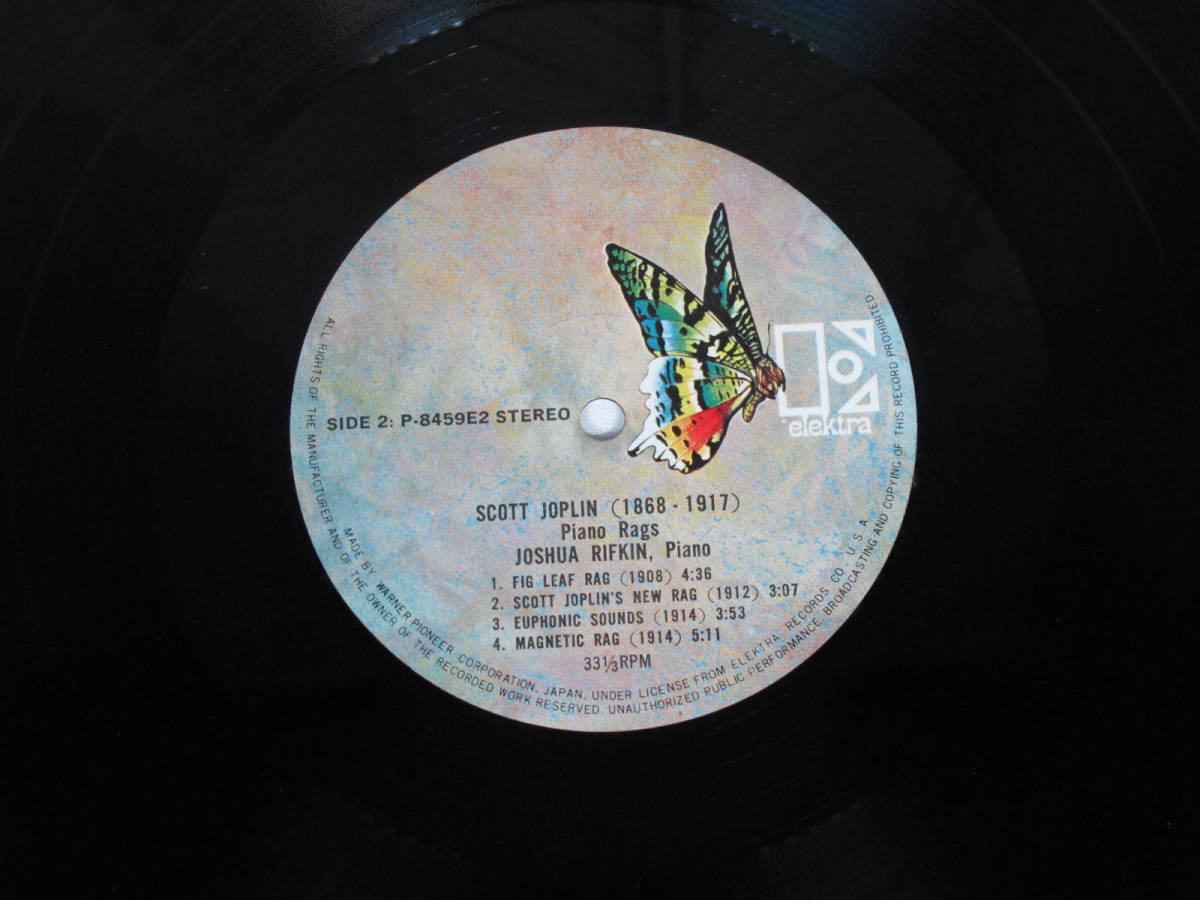 elektra
SIDE 2: P-8459E2 STEREO
SCOTT JOPLIN (1868 - 1917)
Piano Rags
JOSHUA RIFKIN, Piano
1. FIG LEAF RAG (1908) 4:36
2. SCOTT JOPLIN'S NEW RAG (1912) 3:07
3. EUPHONIC SOUNDS (1914) 3:53
4. MAGNETIC RAG (1914) 5:11
33⅓RPM
MADE BY WARNER-PIONEER CORPORATION, JAPAN, UNDER LICENSE FROM ELEKTRA RECORDS CO., U.S.A
ALL RIGHTS OF THE MANUFACTURER AND OF THE OWNER OF THE RECORDED WORK RESERVED. UNAUTHORIZED PUBLIC PERFORMANCE, BROADCASTING AND COPYING OF THIS RECORD PROHIBITED